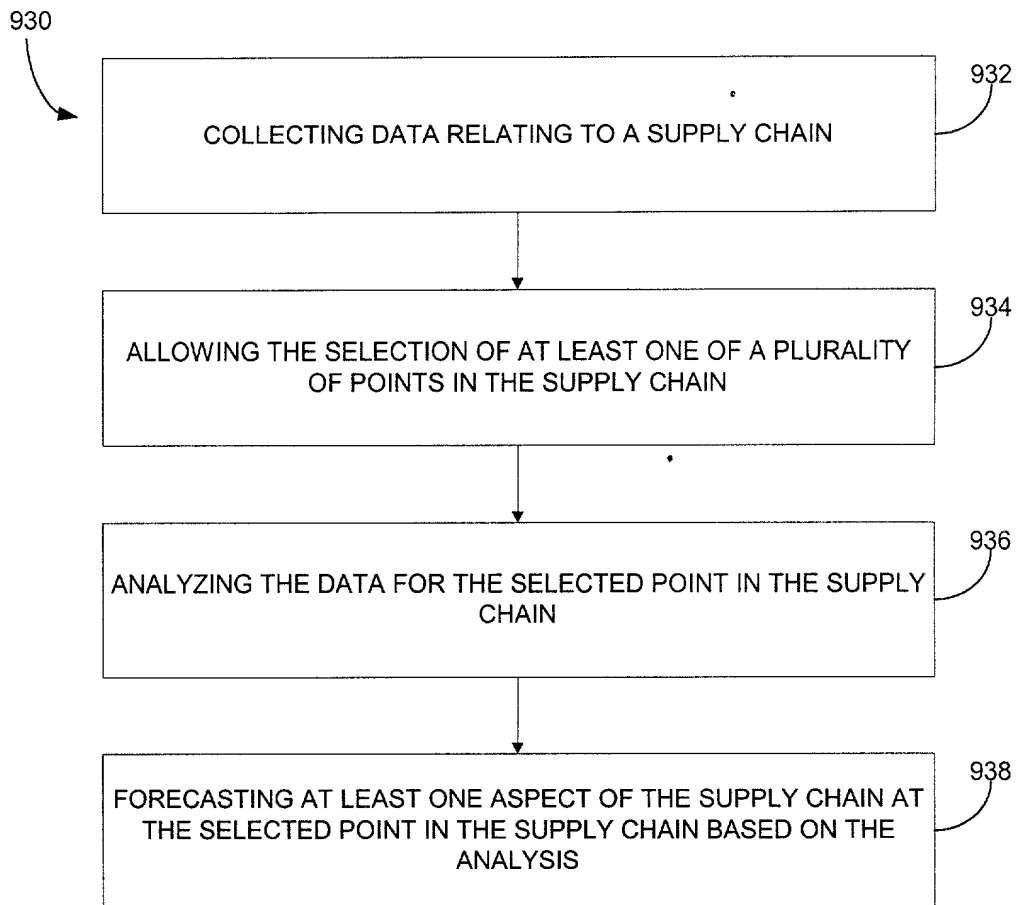 930
932
COLLECTING DATA RELATING TO A SUPPLY CHAIN
934
ALLOWING THE SELECTION OF AT LEAST ONE OF A PLURALITY
OF POINTS IN THE SUPPLY CHAIN
936
ANALYZING THE DATA FOR THE SELECTED POINT IN THE SUPPLY
CHAIN
938
FORECASTING AT LEAST ONE ASPECT OF THE SUPPLY CHAIN AT
THE SELECTED POINT IN THE SUPPLY CHAIN BASED ON THE
ANALYSIS